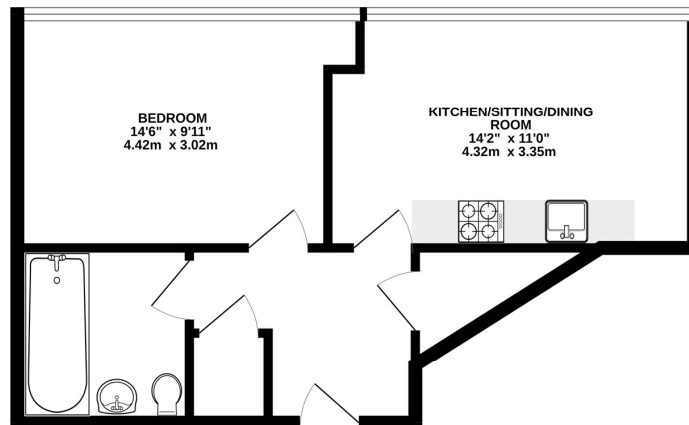 BEDROOM
14'6" x 9'11"
4.42m x 3.02m
KITCHEN/SITTING/DINING
ROOM
14'2" x 11'0"
4.32m x 3.35m